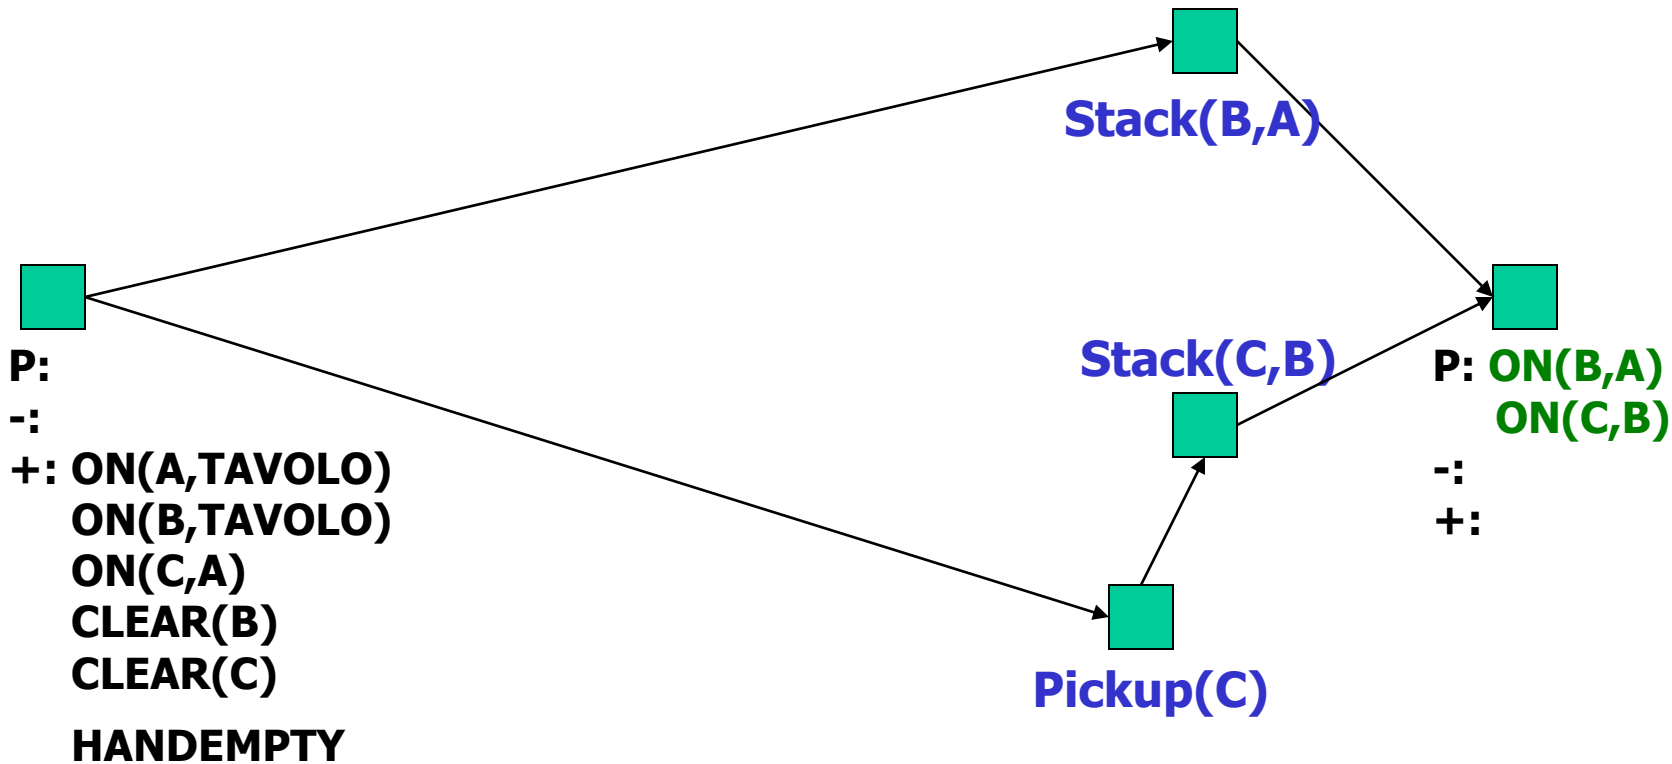 Stack(B,A)
Stack(C,B)
P:
-:
+: ON(A,TAVOLO)
ON(B,TAVOLO)
ON(C,A)
CLEAR(B)
CLEAR(C)
HANDEMPTY
P: ON(B,A)
ON(C,B)
-:
+:
Pickup(C)